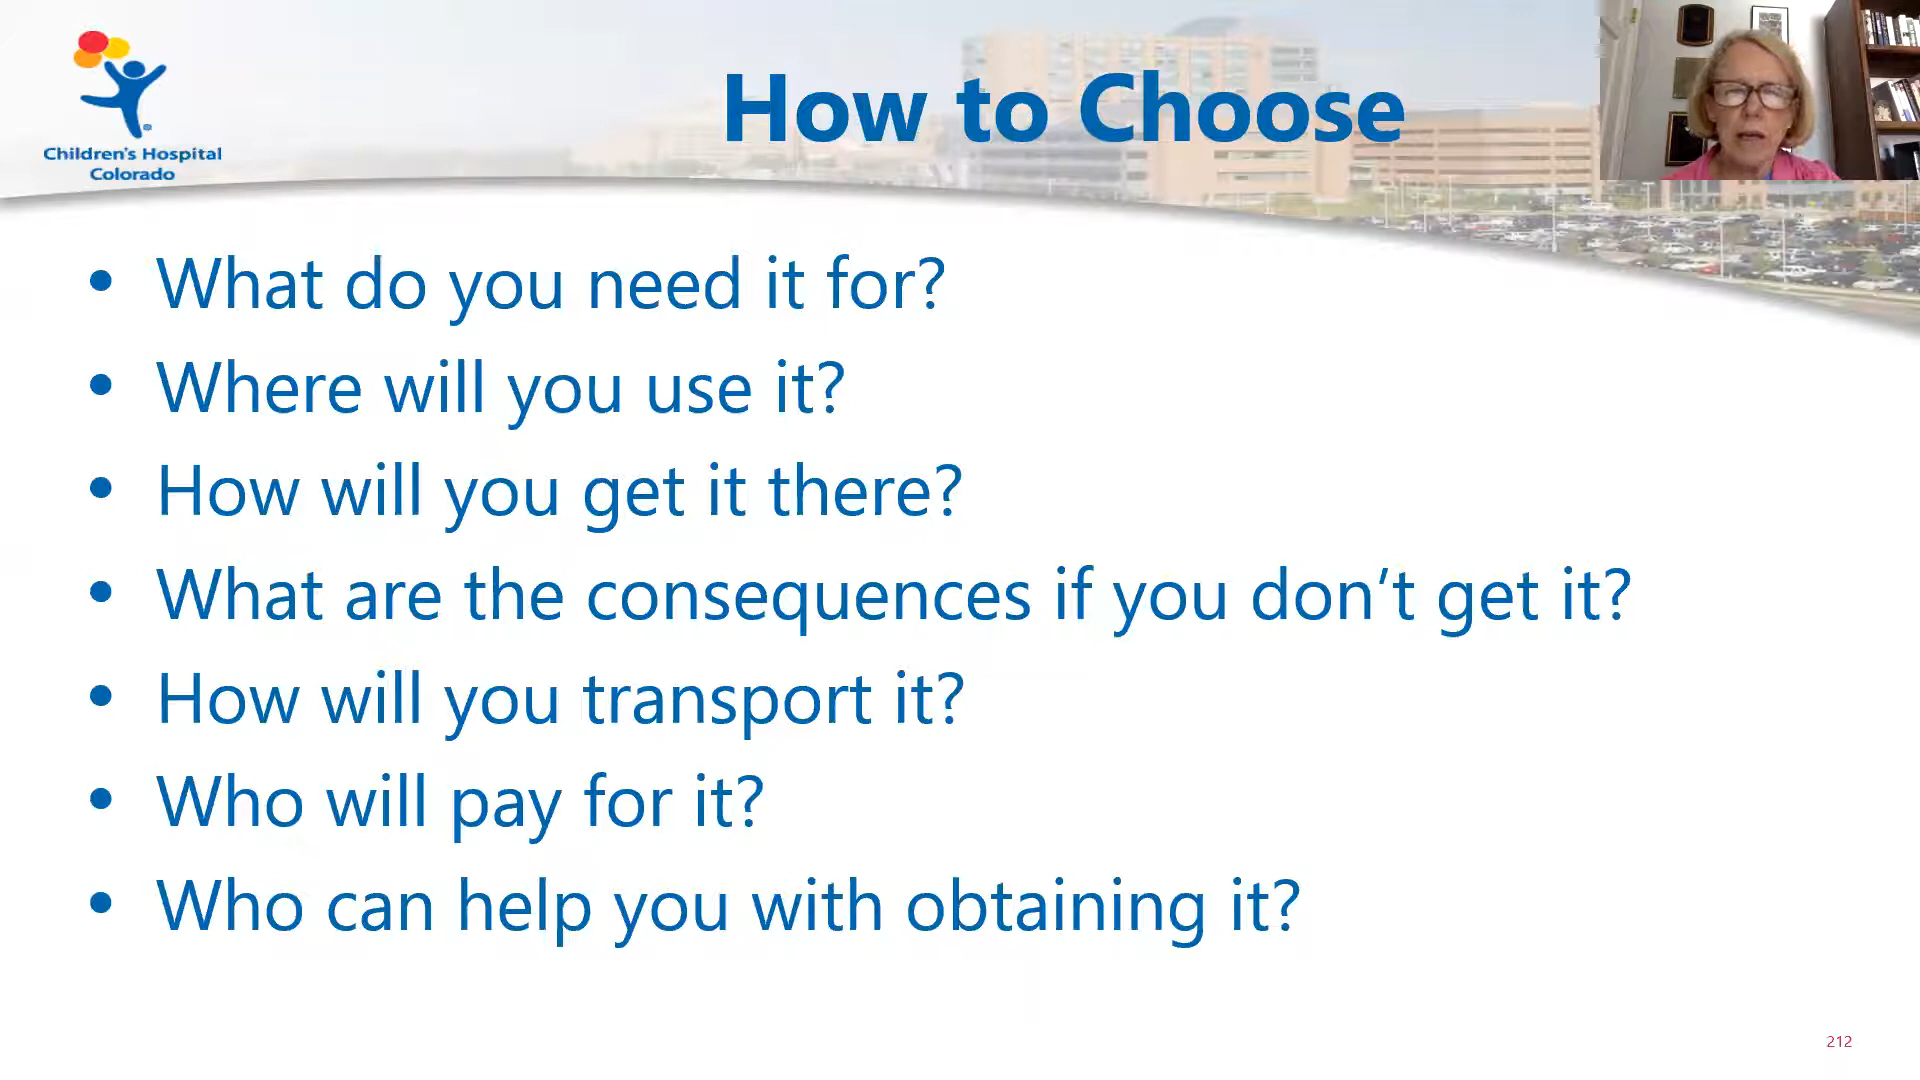 Children's Hospital
Colorado
How to Choose
• What do you need it for?
• Where will you use it?
• How will you get it there?
• What are the consequences if you don’t get it?
• How will you transport it?
• Who will pay for it?
• Who can help you with obtaining it?
212